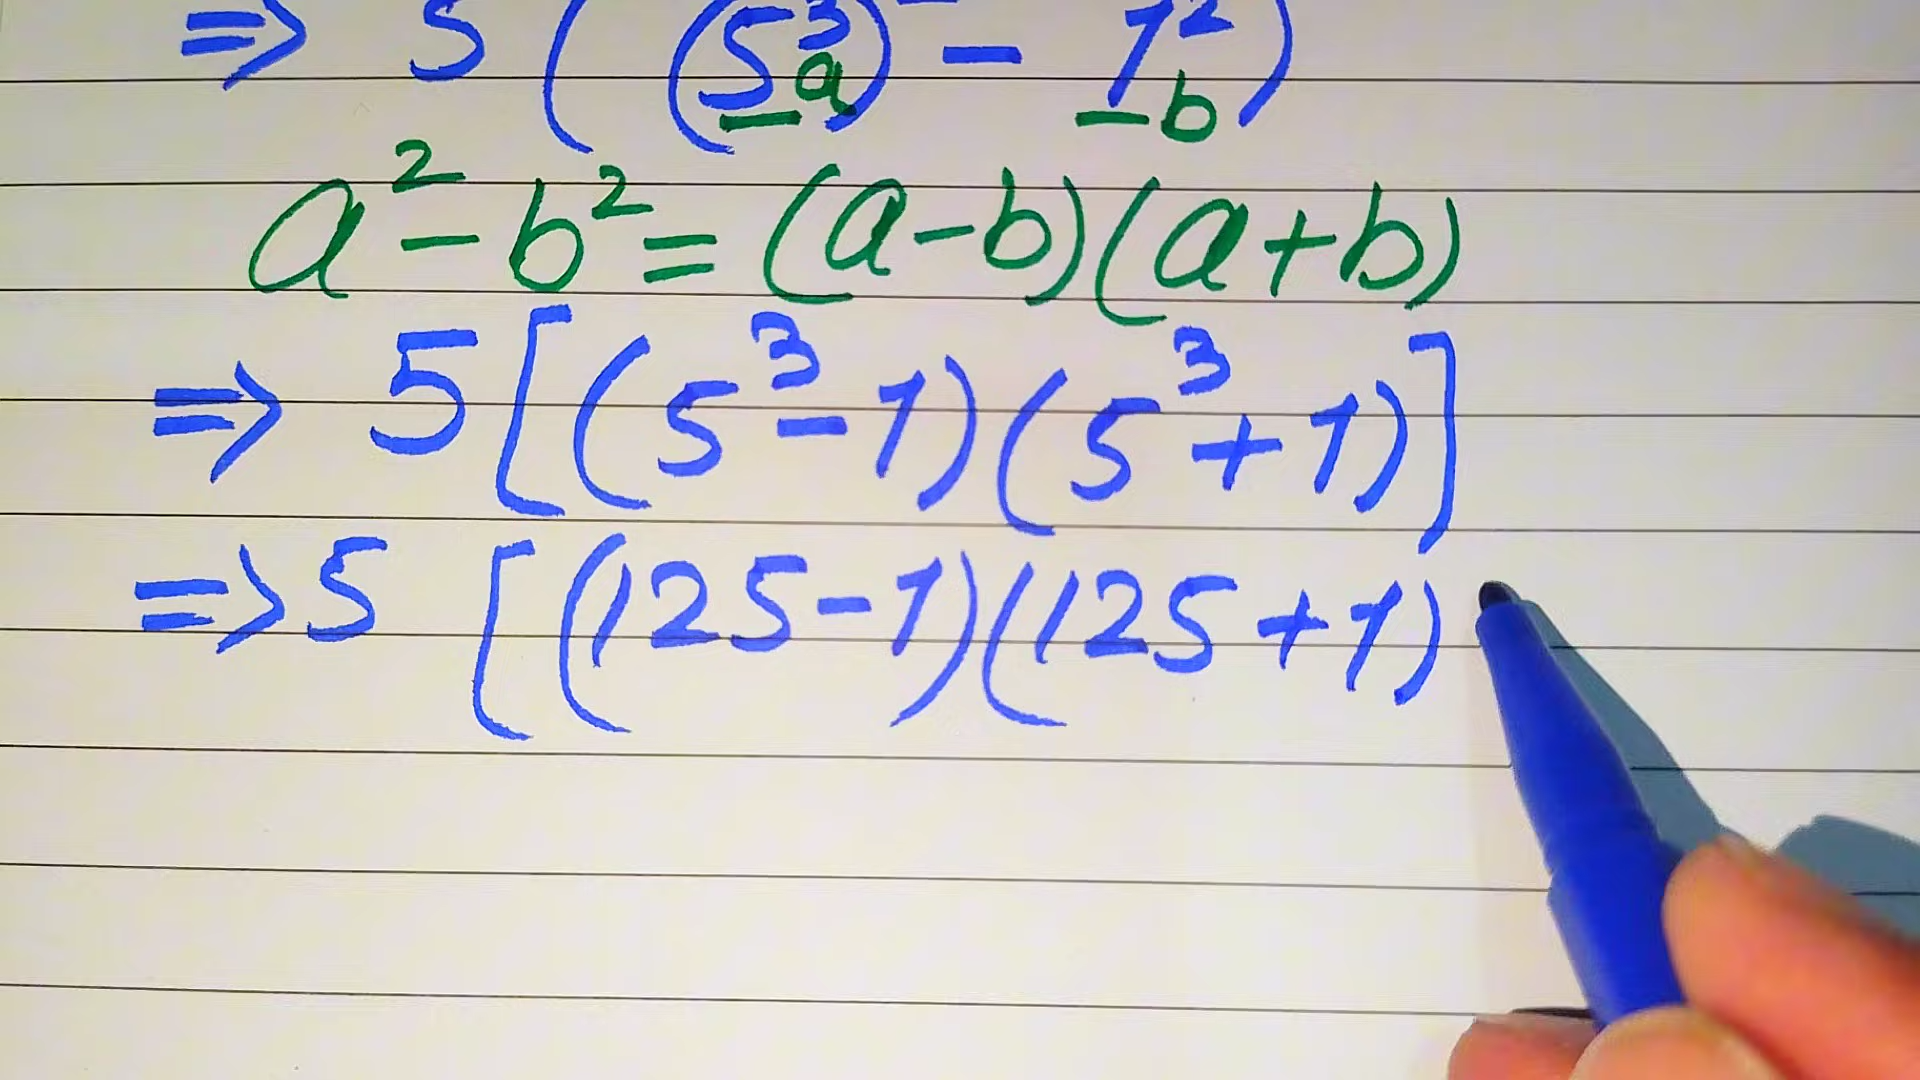 ⇒ 5 ( (5³)² - 1² )
a b
a² - b² = (a-b)(a+b)
⇒ 5 [(5³ - 1)(5³ + 1)]
⇒ 5 [(125 - 1)(125 + 1)